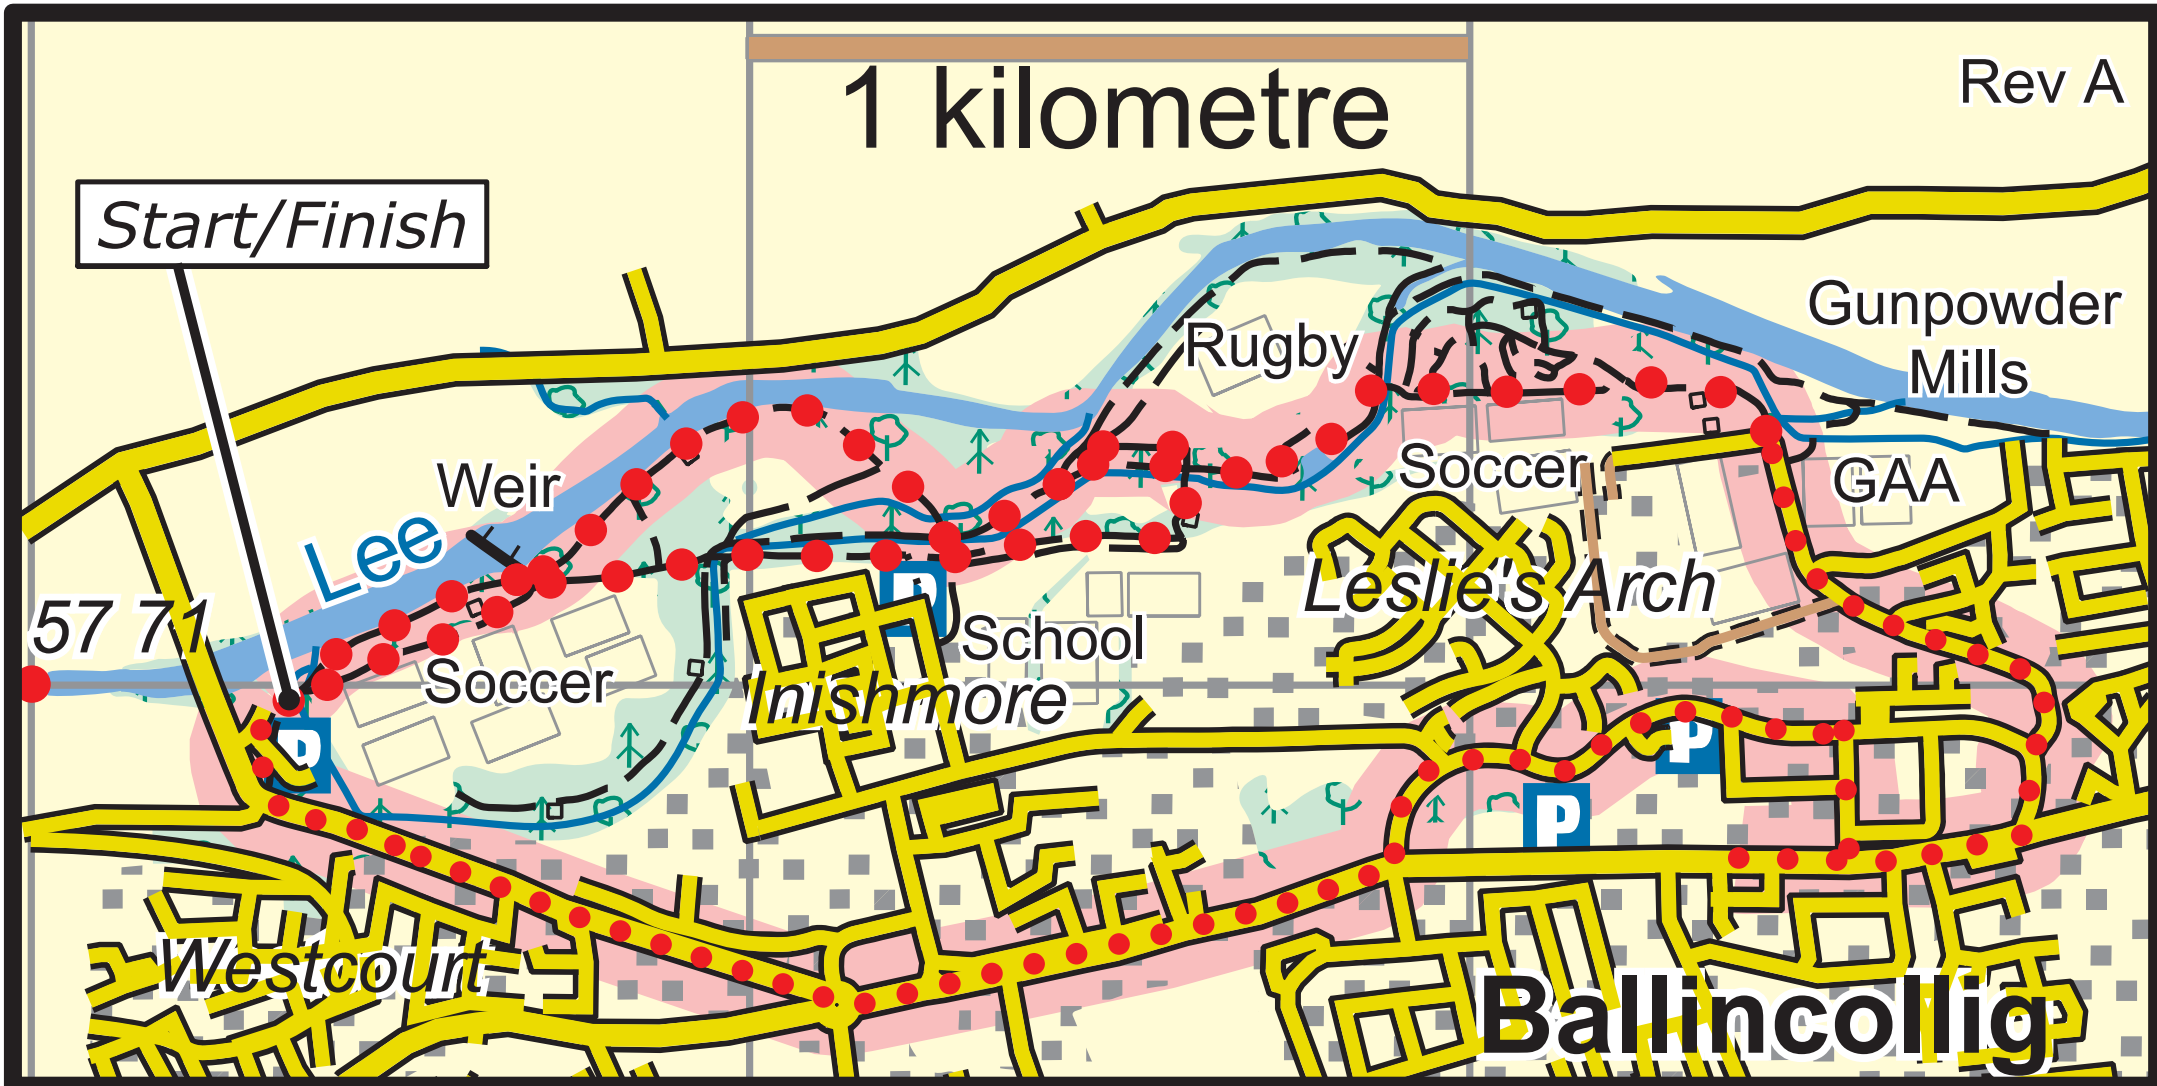 1 kilometre
Rev A
Start/Finish
Gunpowder
Mills
Rugby
Weir
Lee
Soccer
GAA
57 71
Leslie's Arch
P
School
Soccer
Inishmore
P
P
P
Westcourt
Ballincollig